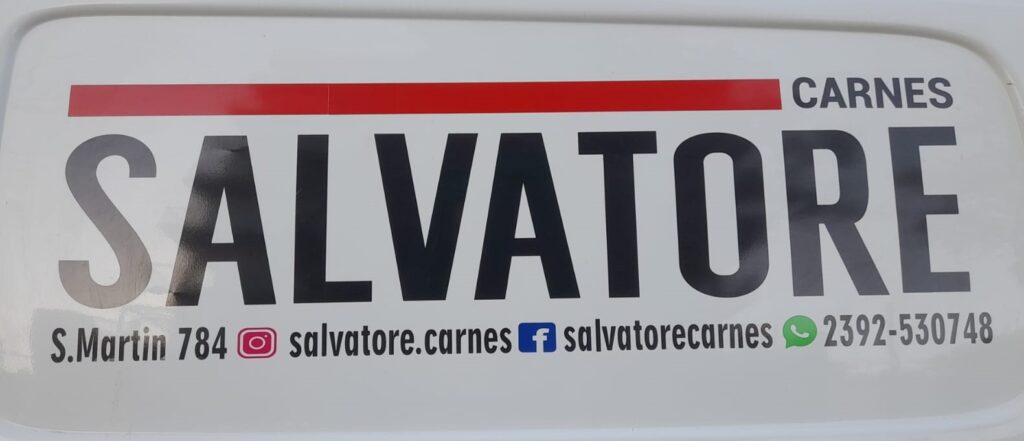 CARNES
SALVATORE
S.Martin 784 salvatore.carnes salvatorecarnes 2392-530748